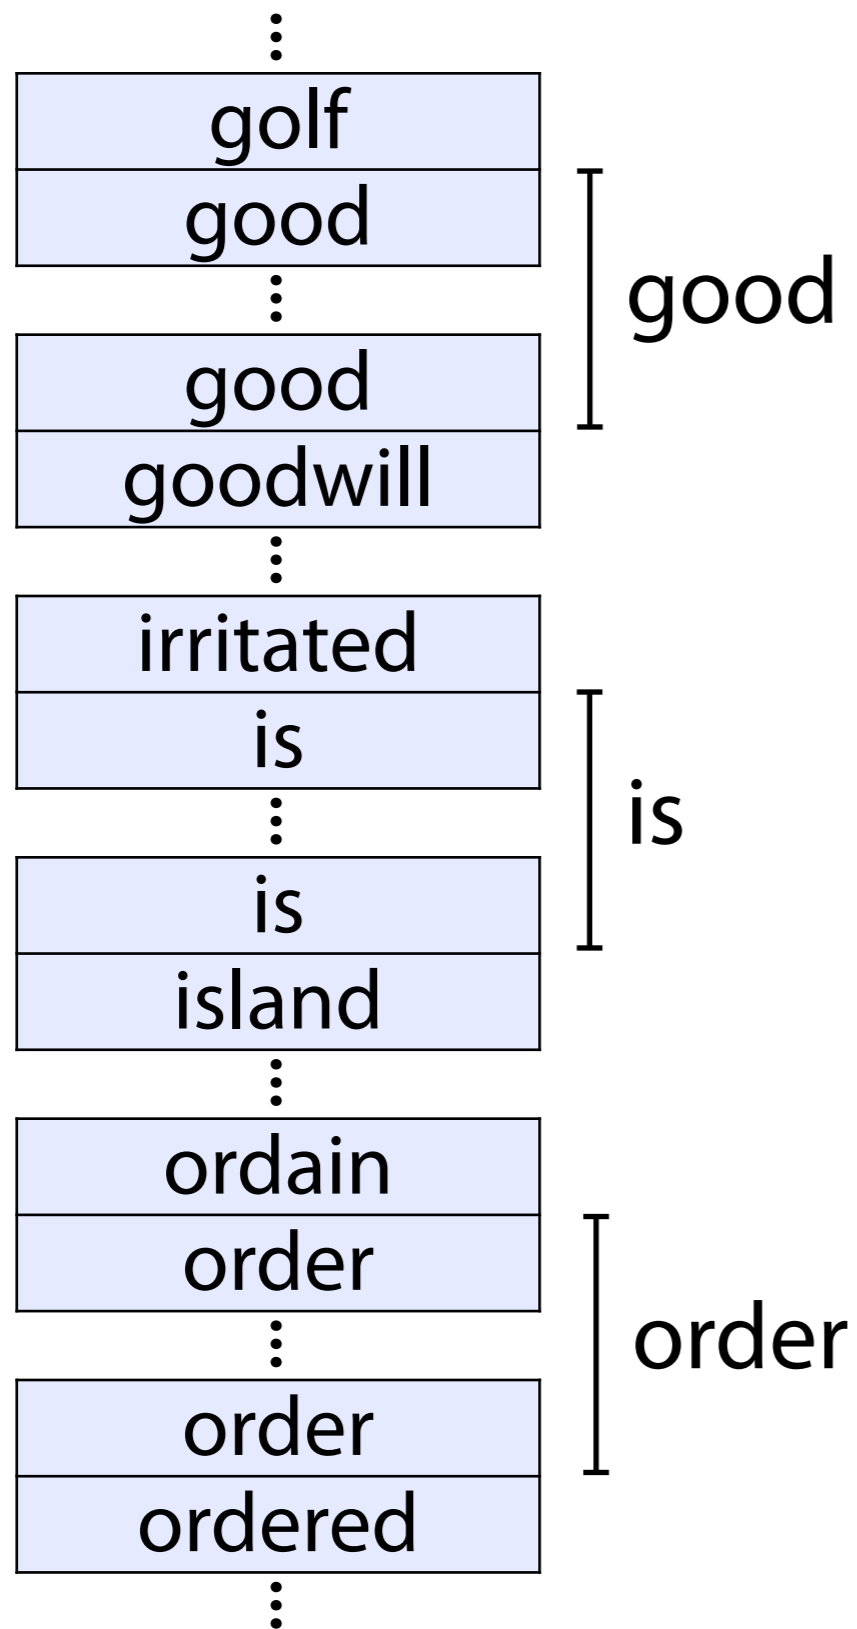 golf
good
good
good
goodwill
irritated
is
is
is
island
ordain
order
order
order
ordered